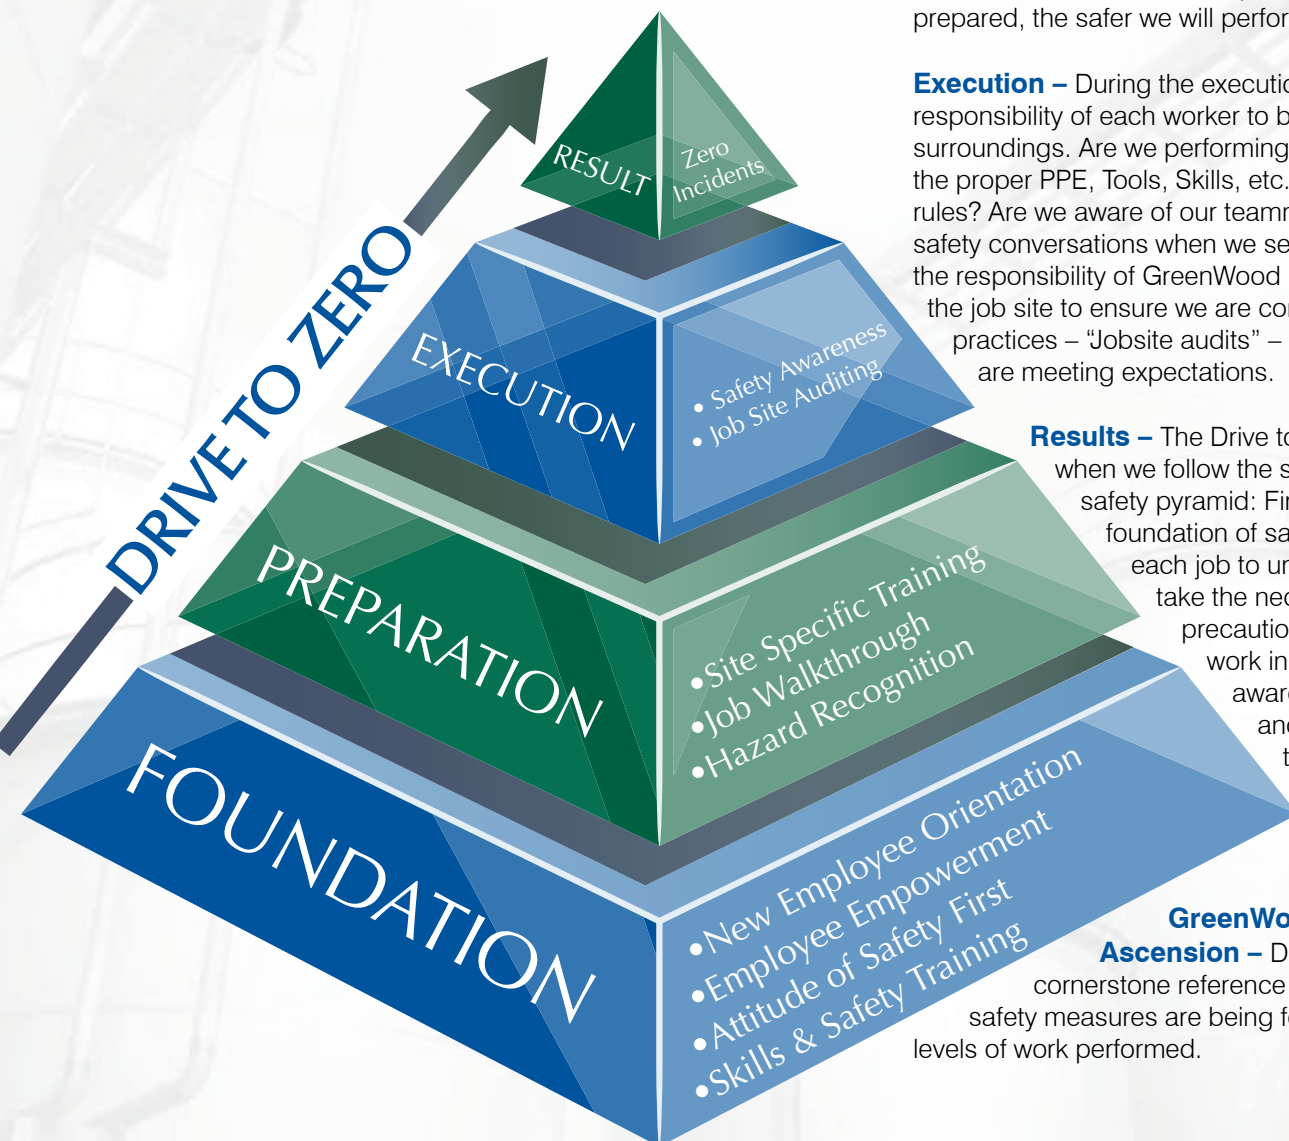 DRIVE TO ZERO
RESULT
Zero
Incidents
EXECUTION
• Safety Awareness
• Job Site Auditing
PREPARATION
•Site Specific Training
•Job Walkthrough
•Hazard Recognition
FOUNDATION
•New Employee Orientation
•Employee Empowerment
•Attitude of Safety First
•Skills & Safety Training
prepared, the safer we will perfor
Execution – During the executio
responsibility of each worker to b
surroundings. Are we performing
the proper PPE, Tools, Skills, etc.
rules? Are we aware of our teamm
safety conversations when we se
the responsibility of GreenWood
the job site to ensure we are con
practices – “Jobsite audits” –
are meeting expectations.
Results – The Drive to
when we follow the s
safety pyramid: Fir
foundation of sa
each job to un
take the nec
precautio
work in
awar
and
t
GreenWo
Ascension – D
cornerstone reference
safety measures are being fo
levels of work performed.